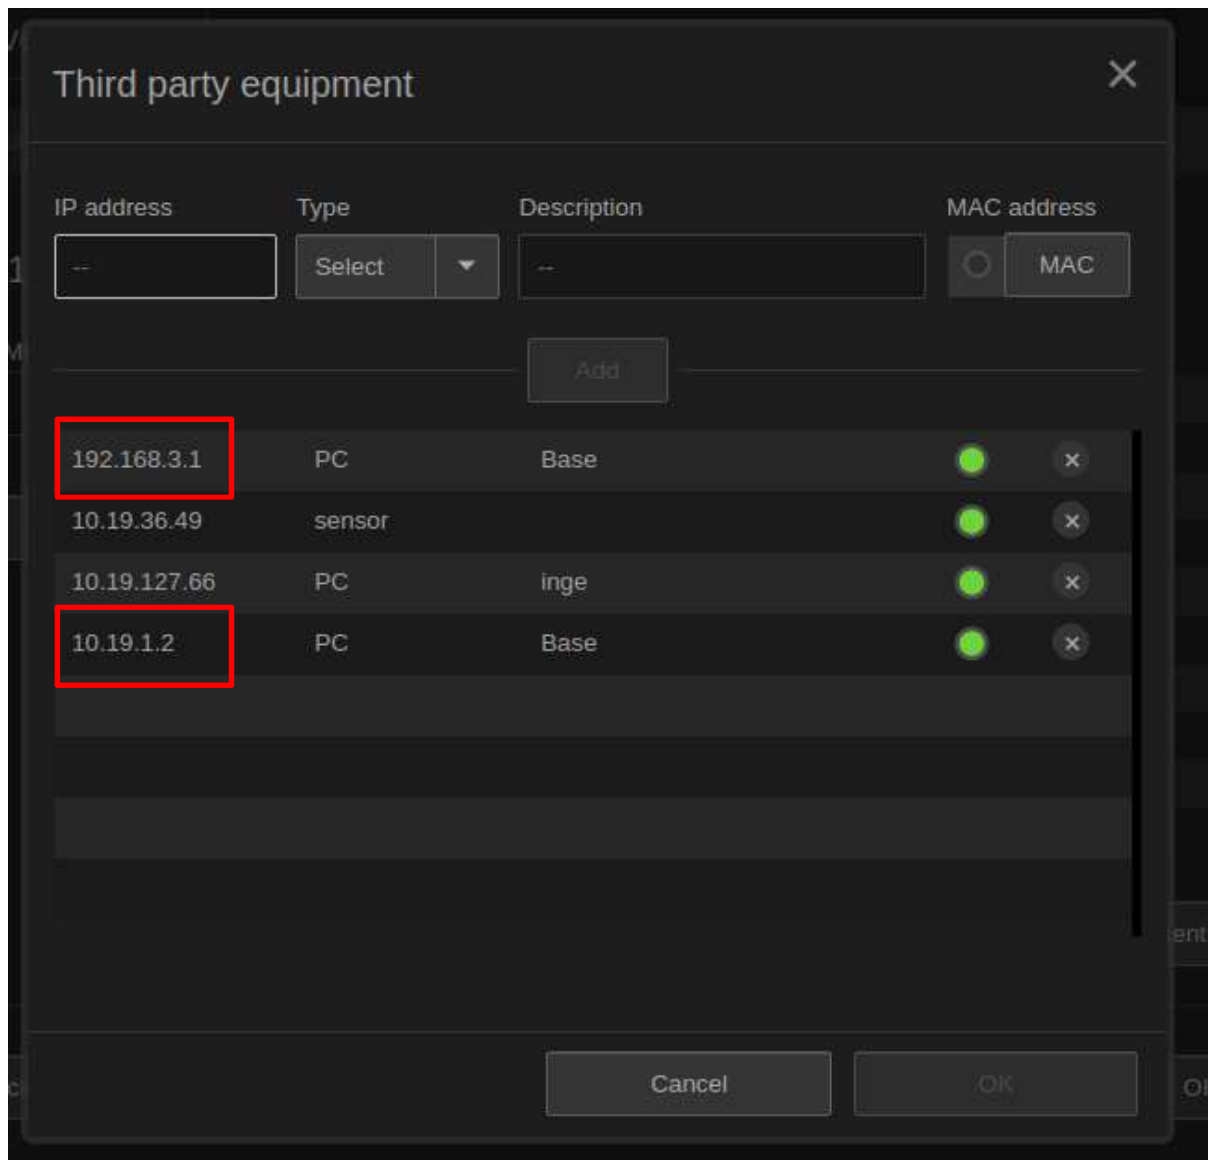 Third party equipment
IP address Type Description MAC address
-- Select -- MAC
Add
192.168.3.1 PC Base
10.19.36.49 sensor
10.19.127.66 PC inge
10.19.1.2 PC Base
Cancel OK